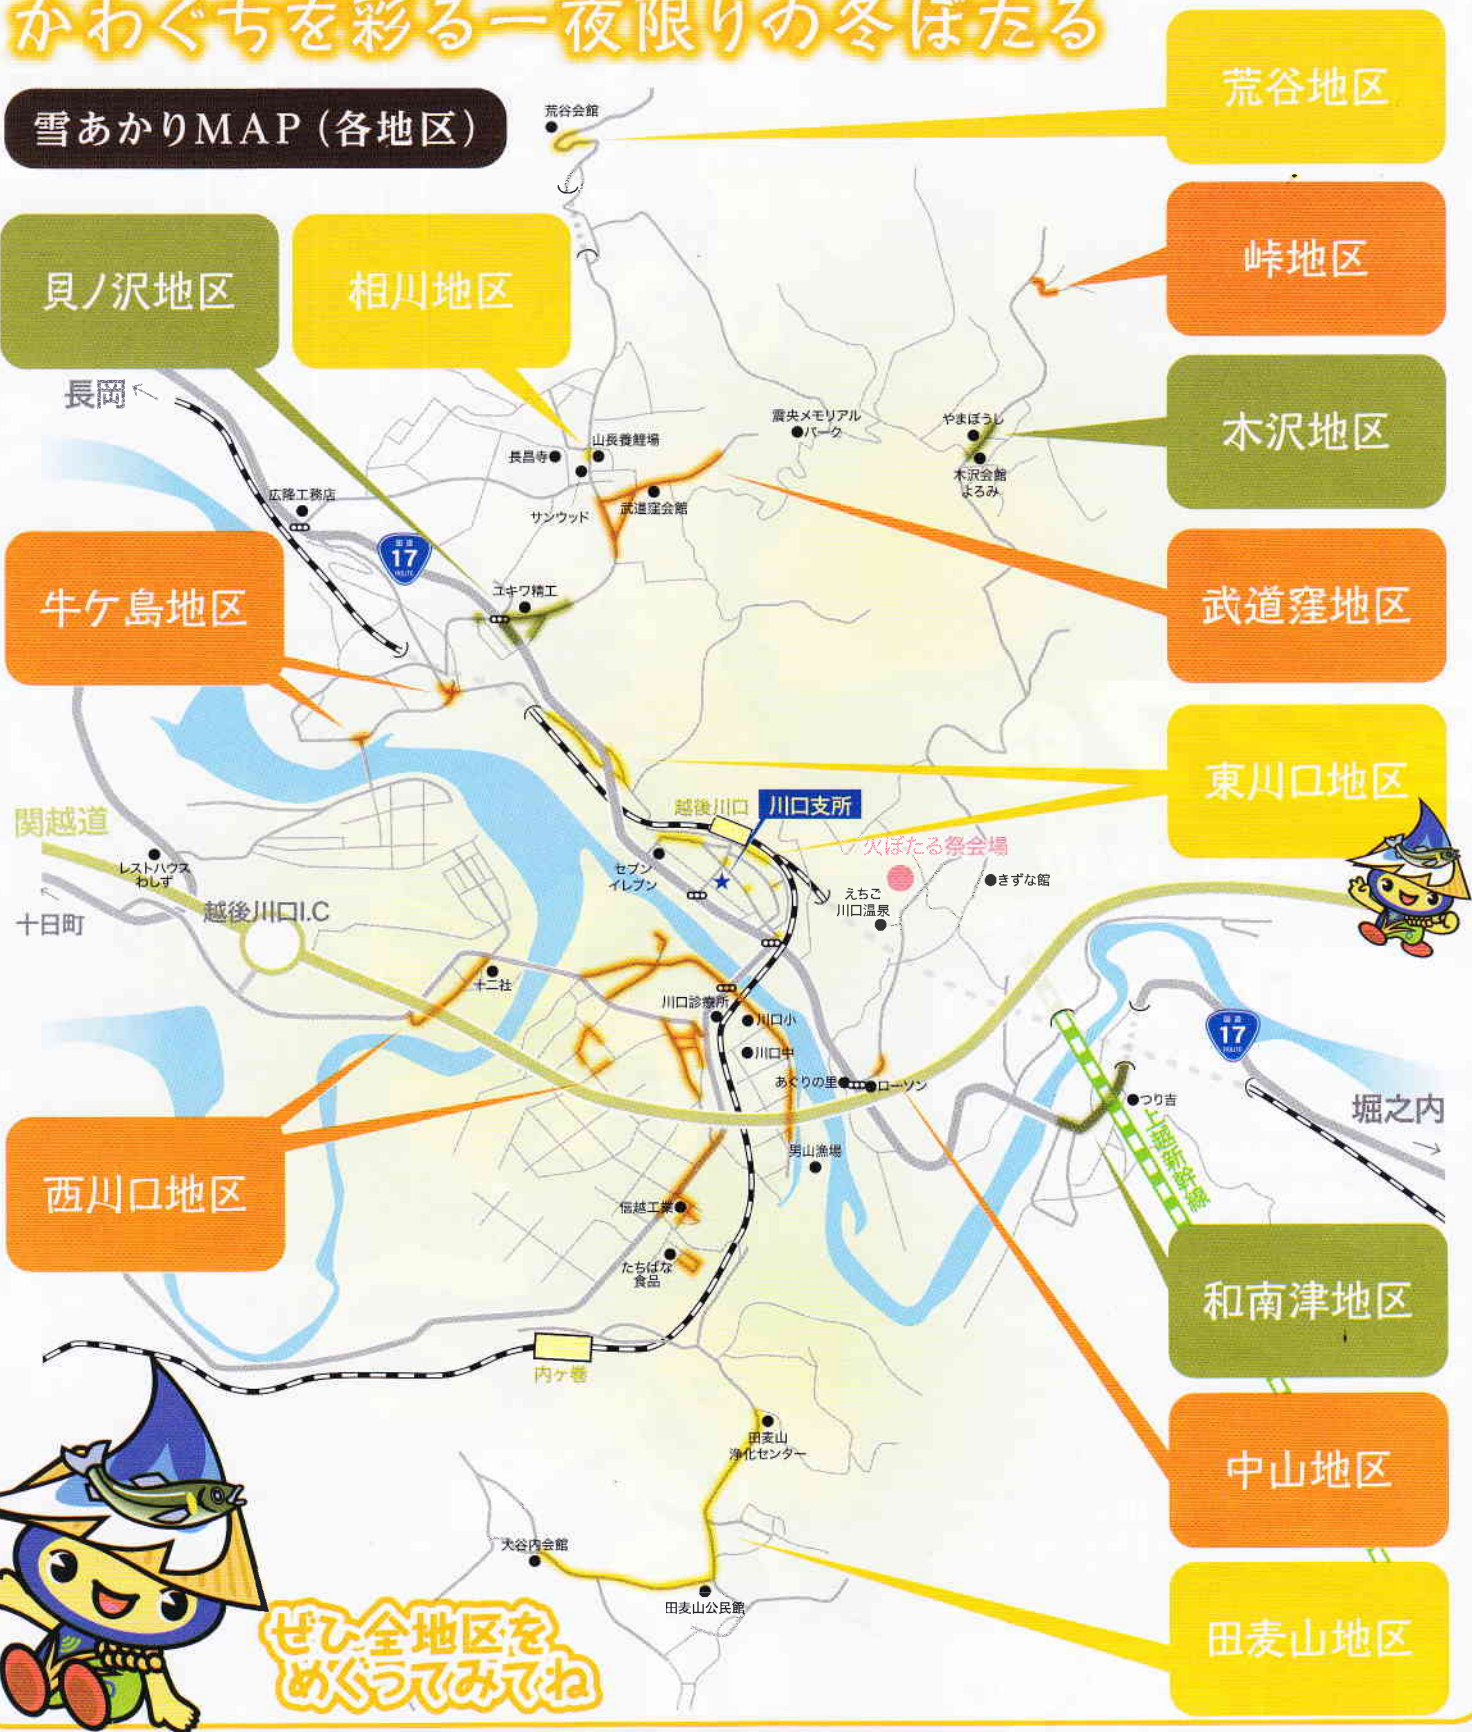 かわぐちを彩る一夜限りの冬ぼたる
雪あかりMAP(各地区)
荒谷会館
荒谷地区
峠地区
貝ノ沢地区
相川地区
長岡
木沢地区
震央メモリアル
パーク
やまぼうし
木沢会館
よろみ
山長養鯉場
長昌寺
広隆工務店
サンウッド
武道窪会館
国道
17
ROUTE
牛ケ島地区
ユキワ精工
武道窪地区
東川口地区
関越道
越後川口
川口支所
火ぼたる祭会場
レストハウス
わしず
セブン
イレブン
きずな館
えちご
川口温泉
十日町
越後川口I.C
十二社
川口診療所
川口小
川口中
あぐりの里
ローソン
国道
17
ROUTE
つり吉
堀之内
上越新幹線
男山漁場
西川口地区
信越工業
たちばな
食品
和南津地区
内ヶ巻
田麦山
浄化センター
中山地区
大谷内会館
田麦山公民館
田麦山地区
ぜひ全地区を
めぐってみてね